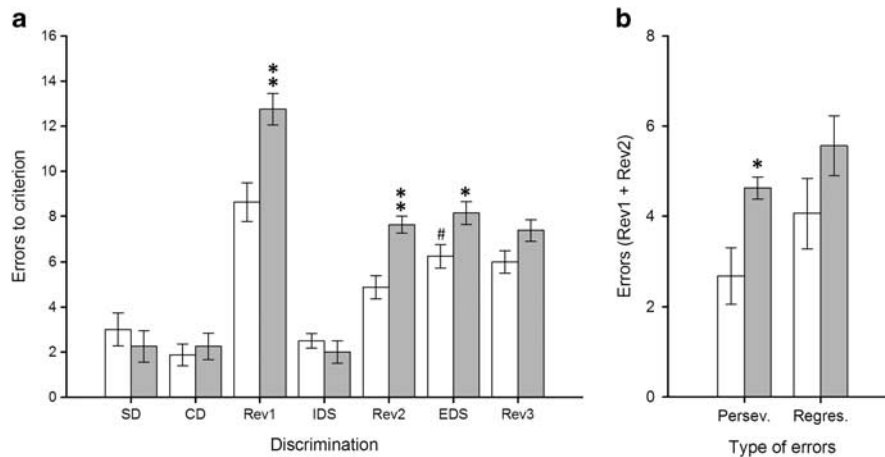 a
16
14
12
10
8
6
4
2
0
Errors to criterion
**
**
#
*
SD CD Rev1 IDS Rev2 EDS Rev3
Discrimination
b
8
6
4
2
0
Errors (Rev1 + Rev2)
*
Persev. Regres.
Type of errors